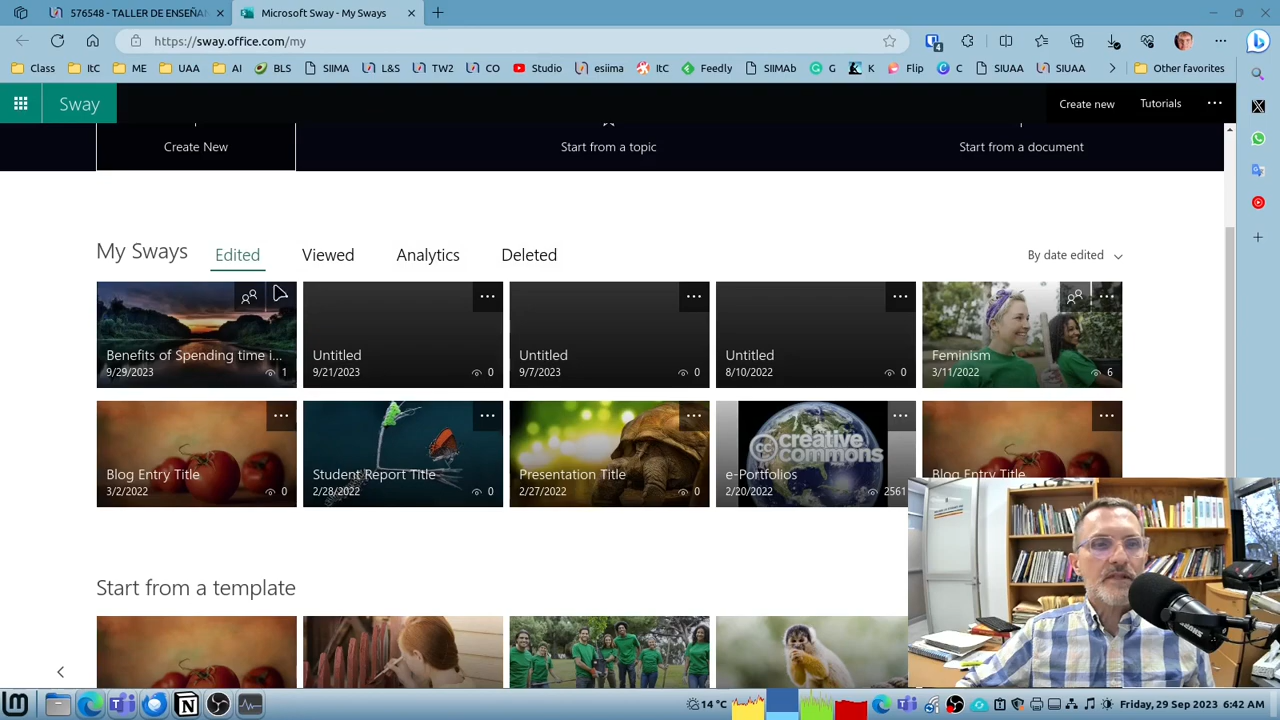 576548 - TALLER DE ENSEÑAN
Microsoft Sway - My Sways
https://sway.office.com/my
4
Class
ItC
ME
UAA
AI
BLS
SIIMA
L&S
TW2
CO
Studio
esiima
ItC
Feedly
SIIMAb
G
K
Flip
C
SIUAA
SIUAA
Other favorites
Sway
Create new
Tutorials
Create New
Start from a topic
Start from a document
My Sways
Edited
Viewed
Analytics
Deleted
By date edited
Benefits of Spending time i...
9/29/2023
1
Untitled
9/21/2023
0
Untitled
9/7/2023
0
Untitled
8/10/2022
0
Feminism
3/11/2022
6
Blog Entry Title
3/2/2022
0
Student Report Title
2/28/2022
0
Presentation Title
2/27/2022
0
creative
commons
e-Portfolios
2/20/2022
2561
Blog Entry Title
Start from a template
14 °C
Friday, 29 Sep 2023
6:42 AM